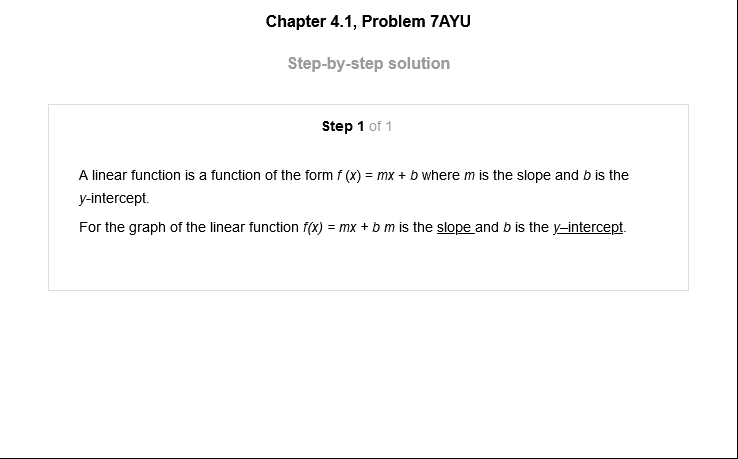 Chapter 4.1, Problem 7AYU
Step-by-step solution
Step 1 of 1
A linear function is a function of the form f (x) = mx + b where m is the slope and b is the
y-intercept.
For the graph of the linear function f(x) = mx + b m is the slope and b is the y–intercept.